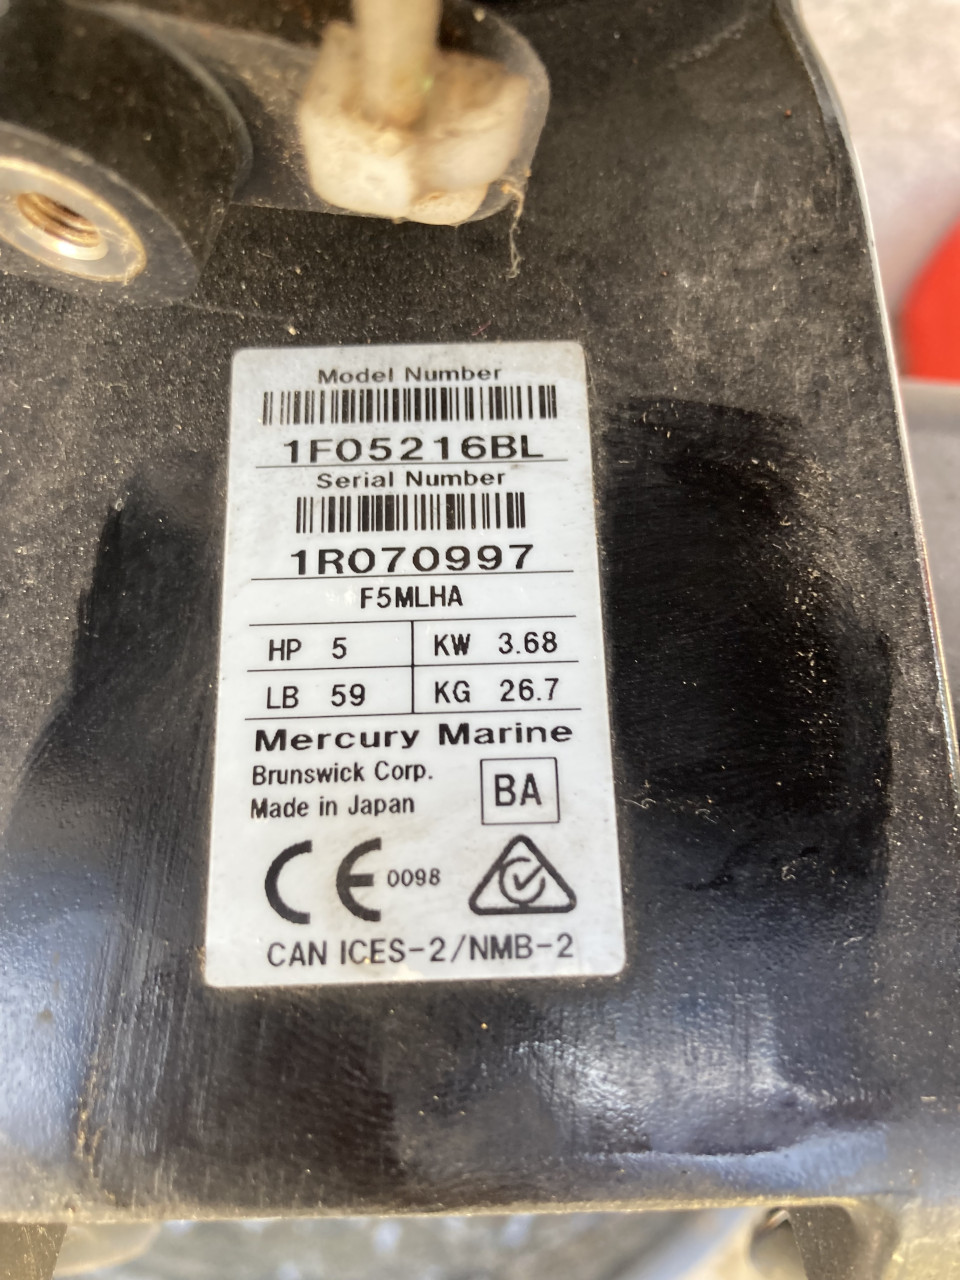 Model Number
1F05216BL
Serial Number
1R070997
F5MLHA
HP 5 KW 3.68
LB 59 KG 26.7
Mercury Marine
Brunswick Corp.
Made in Japan
BA
CE 0098
CAN ICES-2/NMB-2